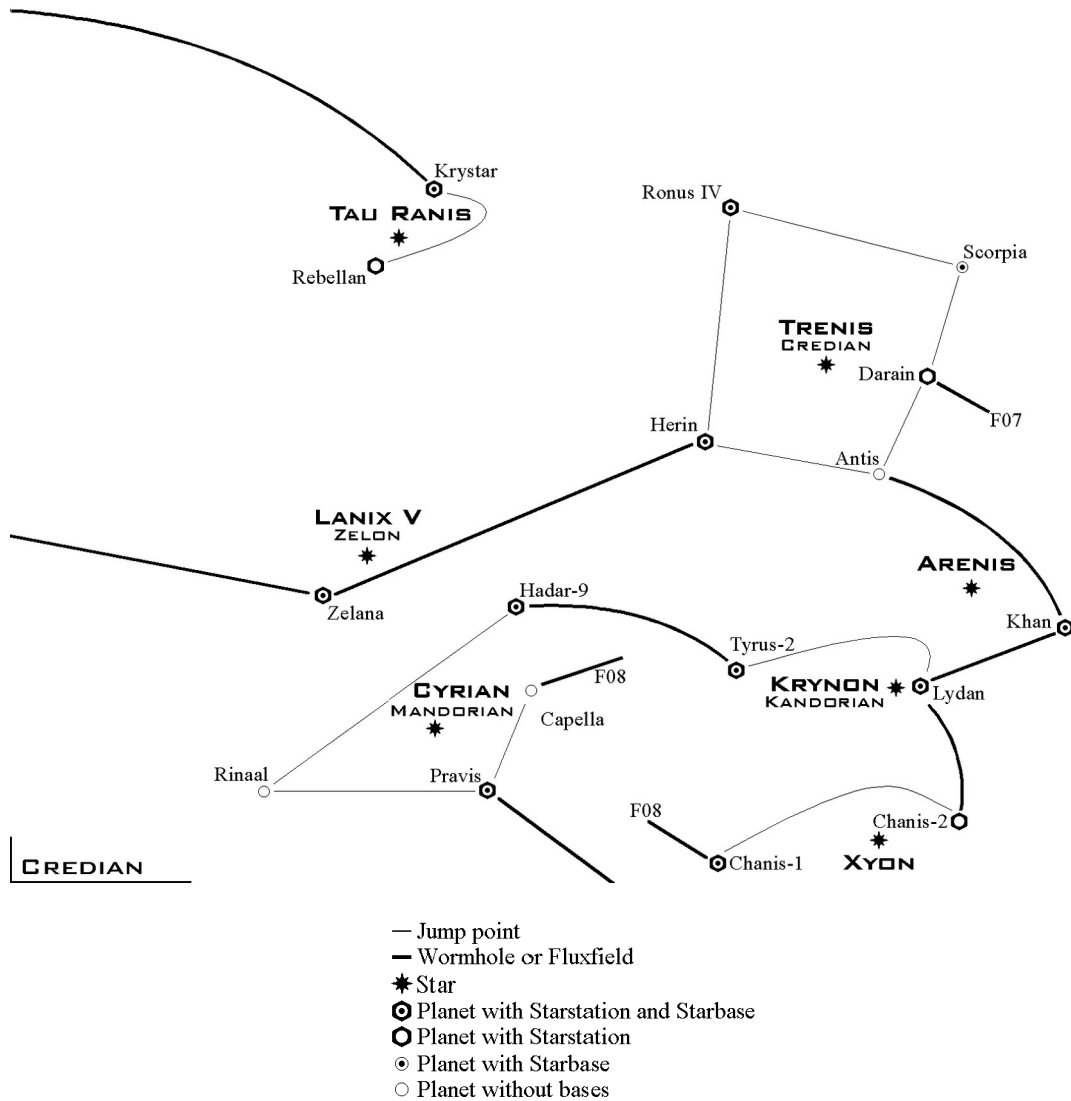 Krystar
TAU RANIS
Rebellan
Ronus IV
Scorpia
TRENIS
CREDIAN
Darain
F07
Herin
Antis
LANIX V
ZELON
Zelana
ARENIS
Khan
Hadar-9
Tyrus-2
F08
CYRIAN
MANDORIAN
Capella
KRYNON
KANDORIAN
Lydan
Rinaal
Pravis
F08
Chanis-2
Chanis-1
XYON
CREDIAN
Jump point
Wormhole or Fluxfield
Star
Planet with Starstation and Starbase
Planet with Starstation
Planet with Starbase
Planet without bases